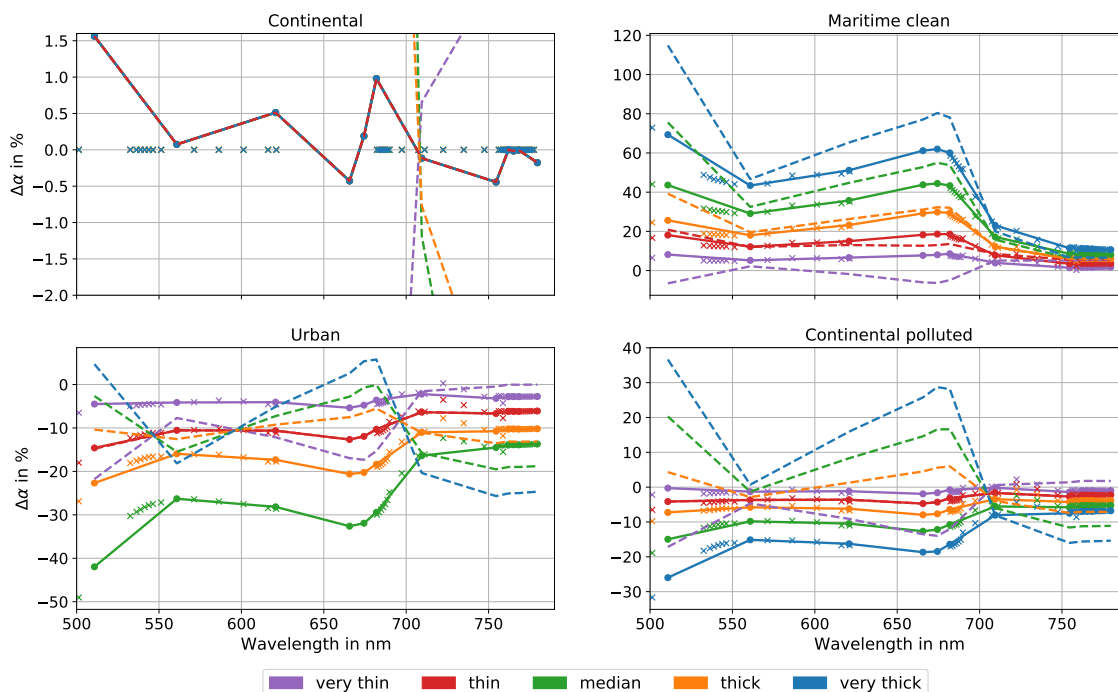 Continental
Maritime clean
Δα in %
1.5
1.0
0.5
0.0
−0.5
−1.0
−1.5
−2.0
120
100
80
60
40
20
0
Urban
Continental polluted
Δα in %
0
−10
−20
−30
−40
−50
40
30
20
10
0
−10
−20
−30
500 550 600 650 700 750
500 550 600 650 700 750
Wavelength in nm
Wavelength in nm
very thin thin median thick very thick